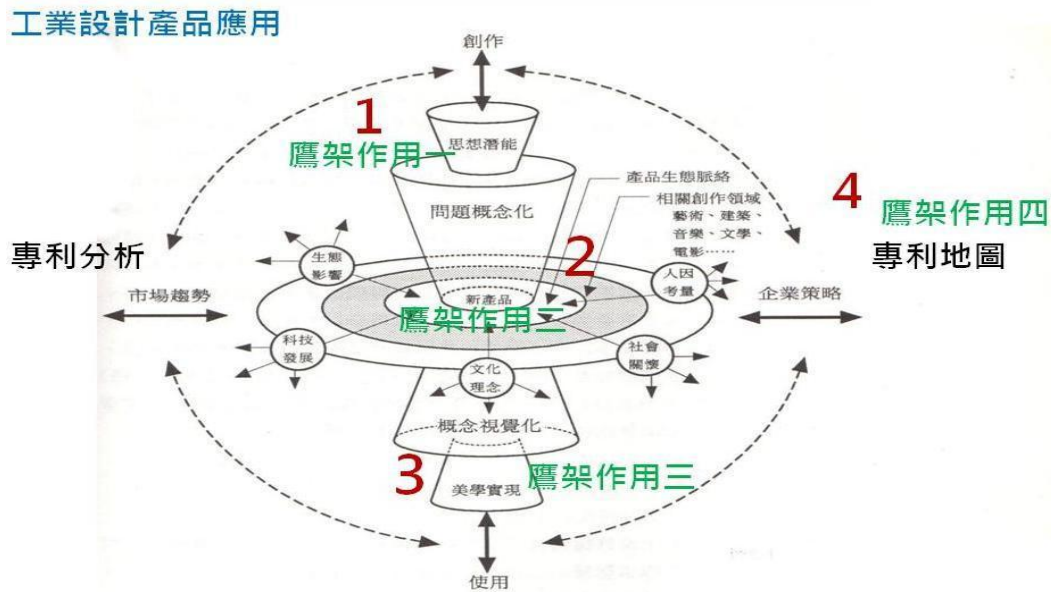 工業設計產品應用
創作
1
鷹架作用一
思想潛能
產品生態脈絡
相關創作領域
藝術、建築、
音樂、文學、
電影⋯⋯
4
鷹架作用四
問題概念化
專利分析
專利地圖
2
生態
影響
人因
考量
市場趨勢
新產品
企業策略
鷹架作用二
科技
發展
文化
理念
社會
關懷
概念視覺化
3
鷹架作用三
美學實現
使用